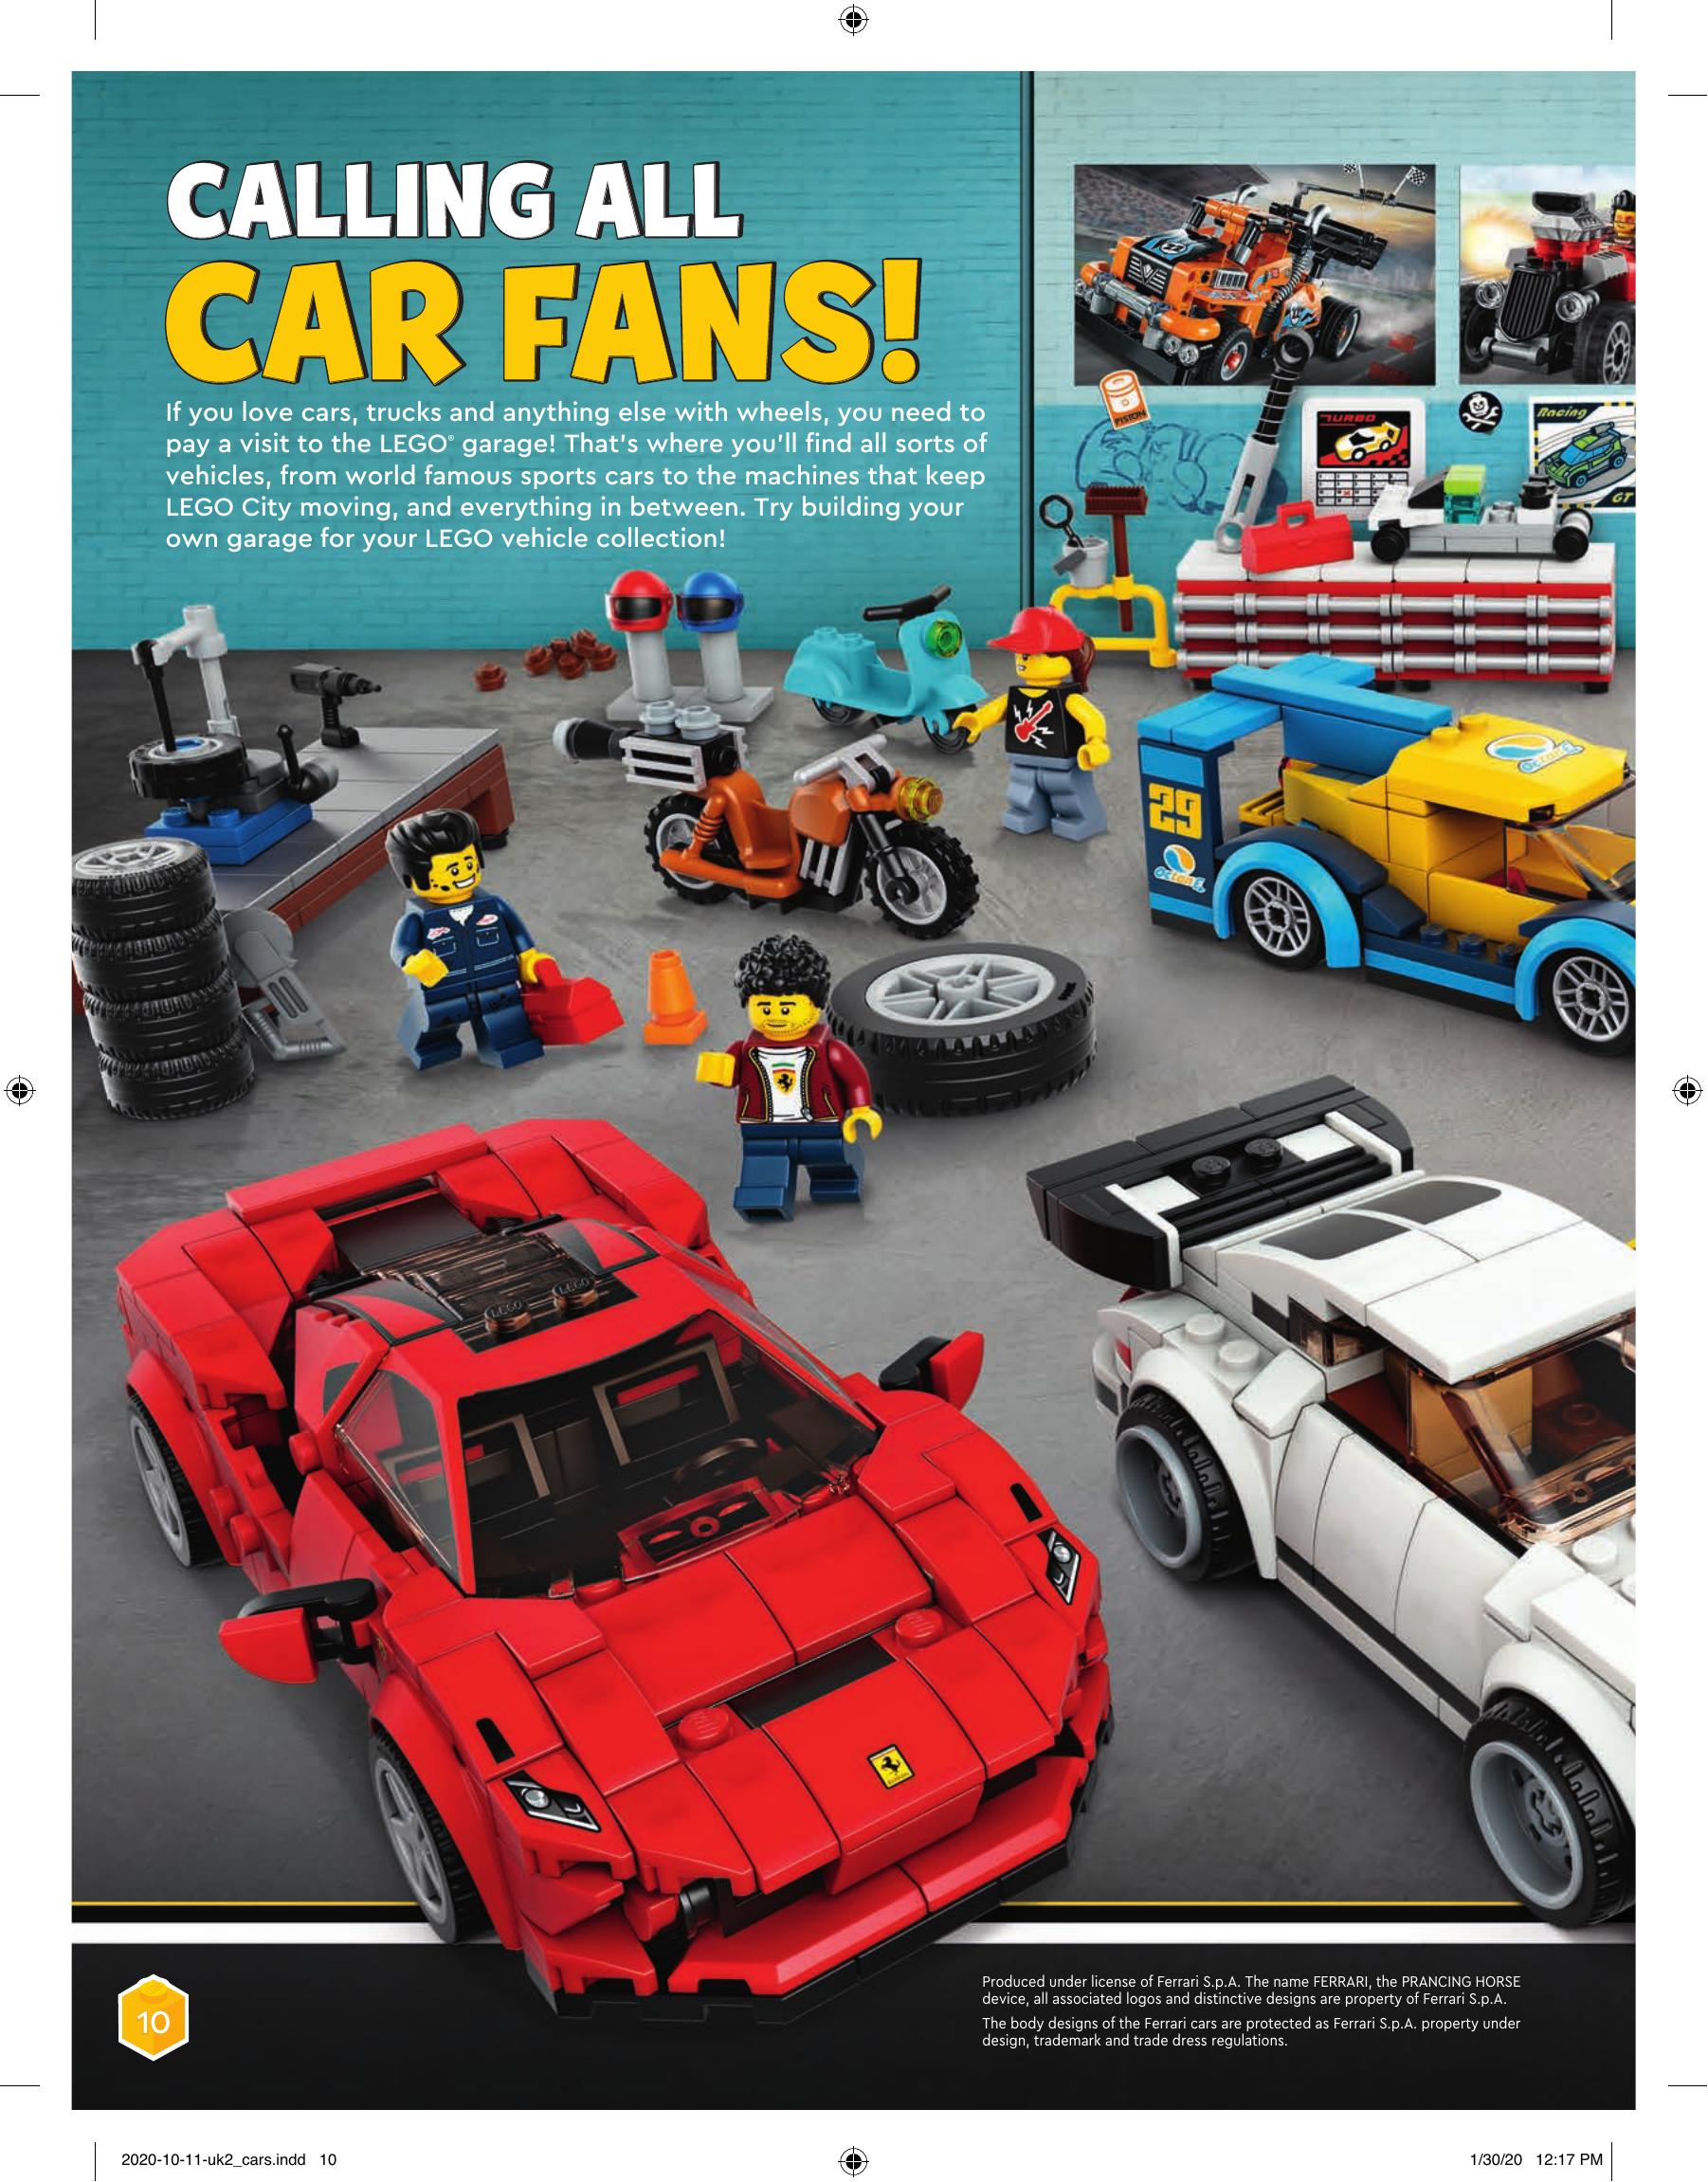 CALLING ALL
CAR FANS!
If you love cars, trucks and anything else with wheels, you need to
pay a visit to the LEGO® garage! That's where you'll find all sorts of
vehicles, from world famous sports cars to the machines that keep
LEGO City moving, and everything in between. Try building your
own garage for your LEGO vehicle collection!
PISTON
TURBO
Racing
GT
OCTAN
29
OCTAN
LEGO
LEGO
Ferrari
10
Produced under license of Ferrari S.p.A. The name FERRARI, the PRANCING HORSE
device, all associated logos and distinctive designs are property of Ferrari S.p.A.
The body designs of the Ferrari cars are protected as Ferrari S.p.A. property under
design, trademark and trade dress regulations.
2020-10-11-uk2_cars.indd 10
1/30/20 12:17 PM